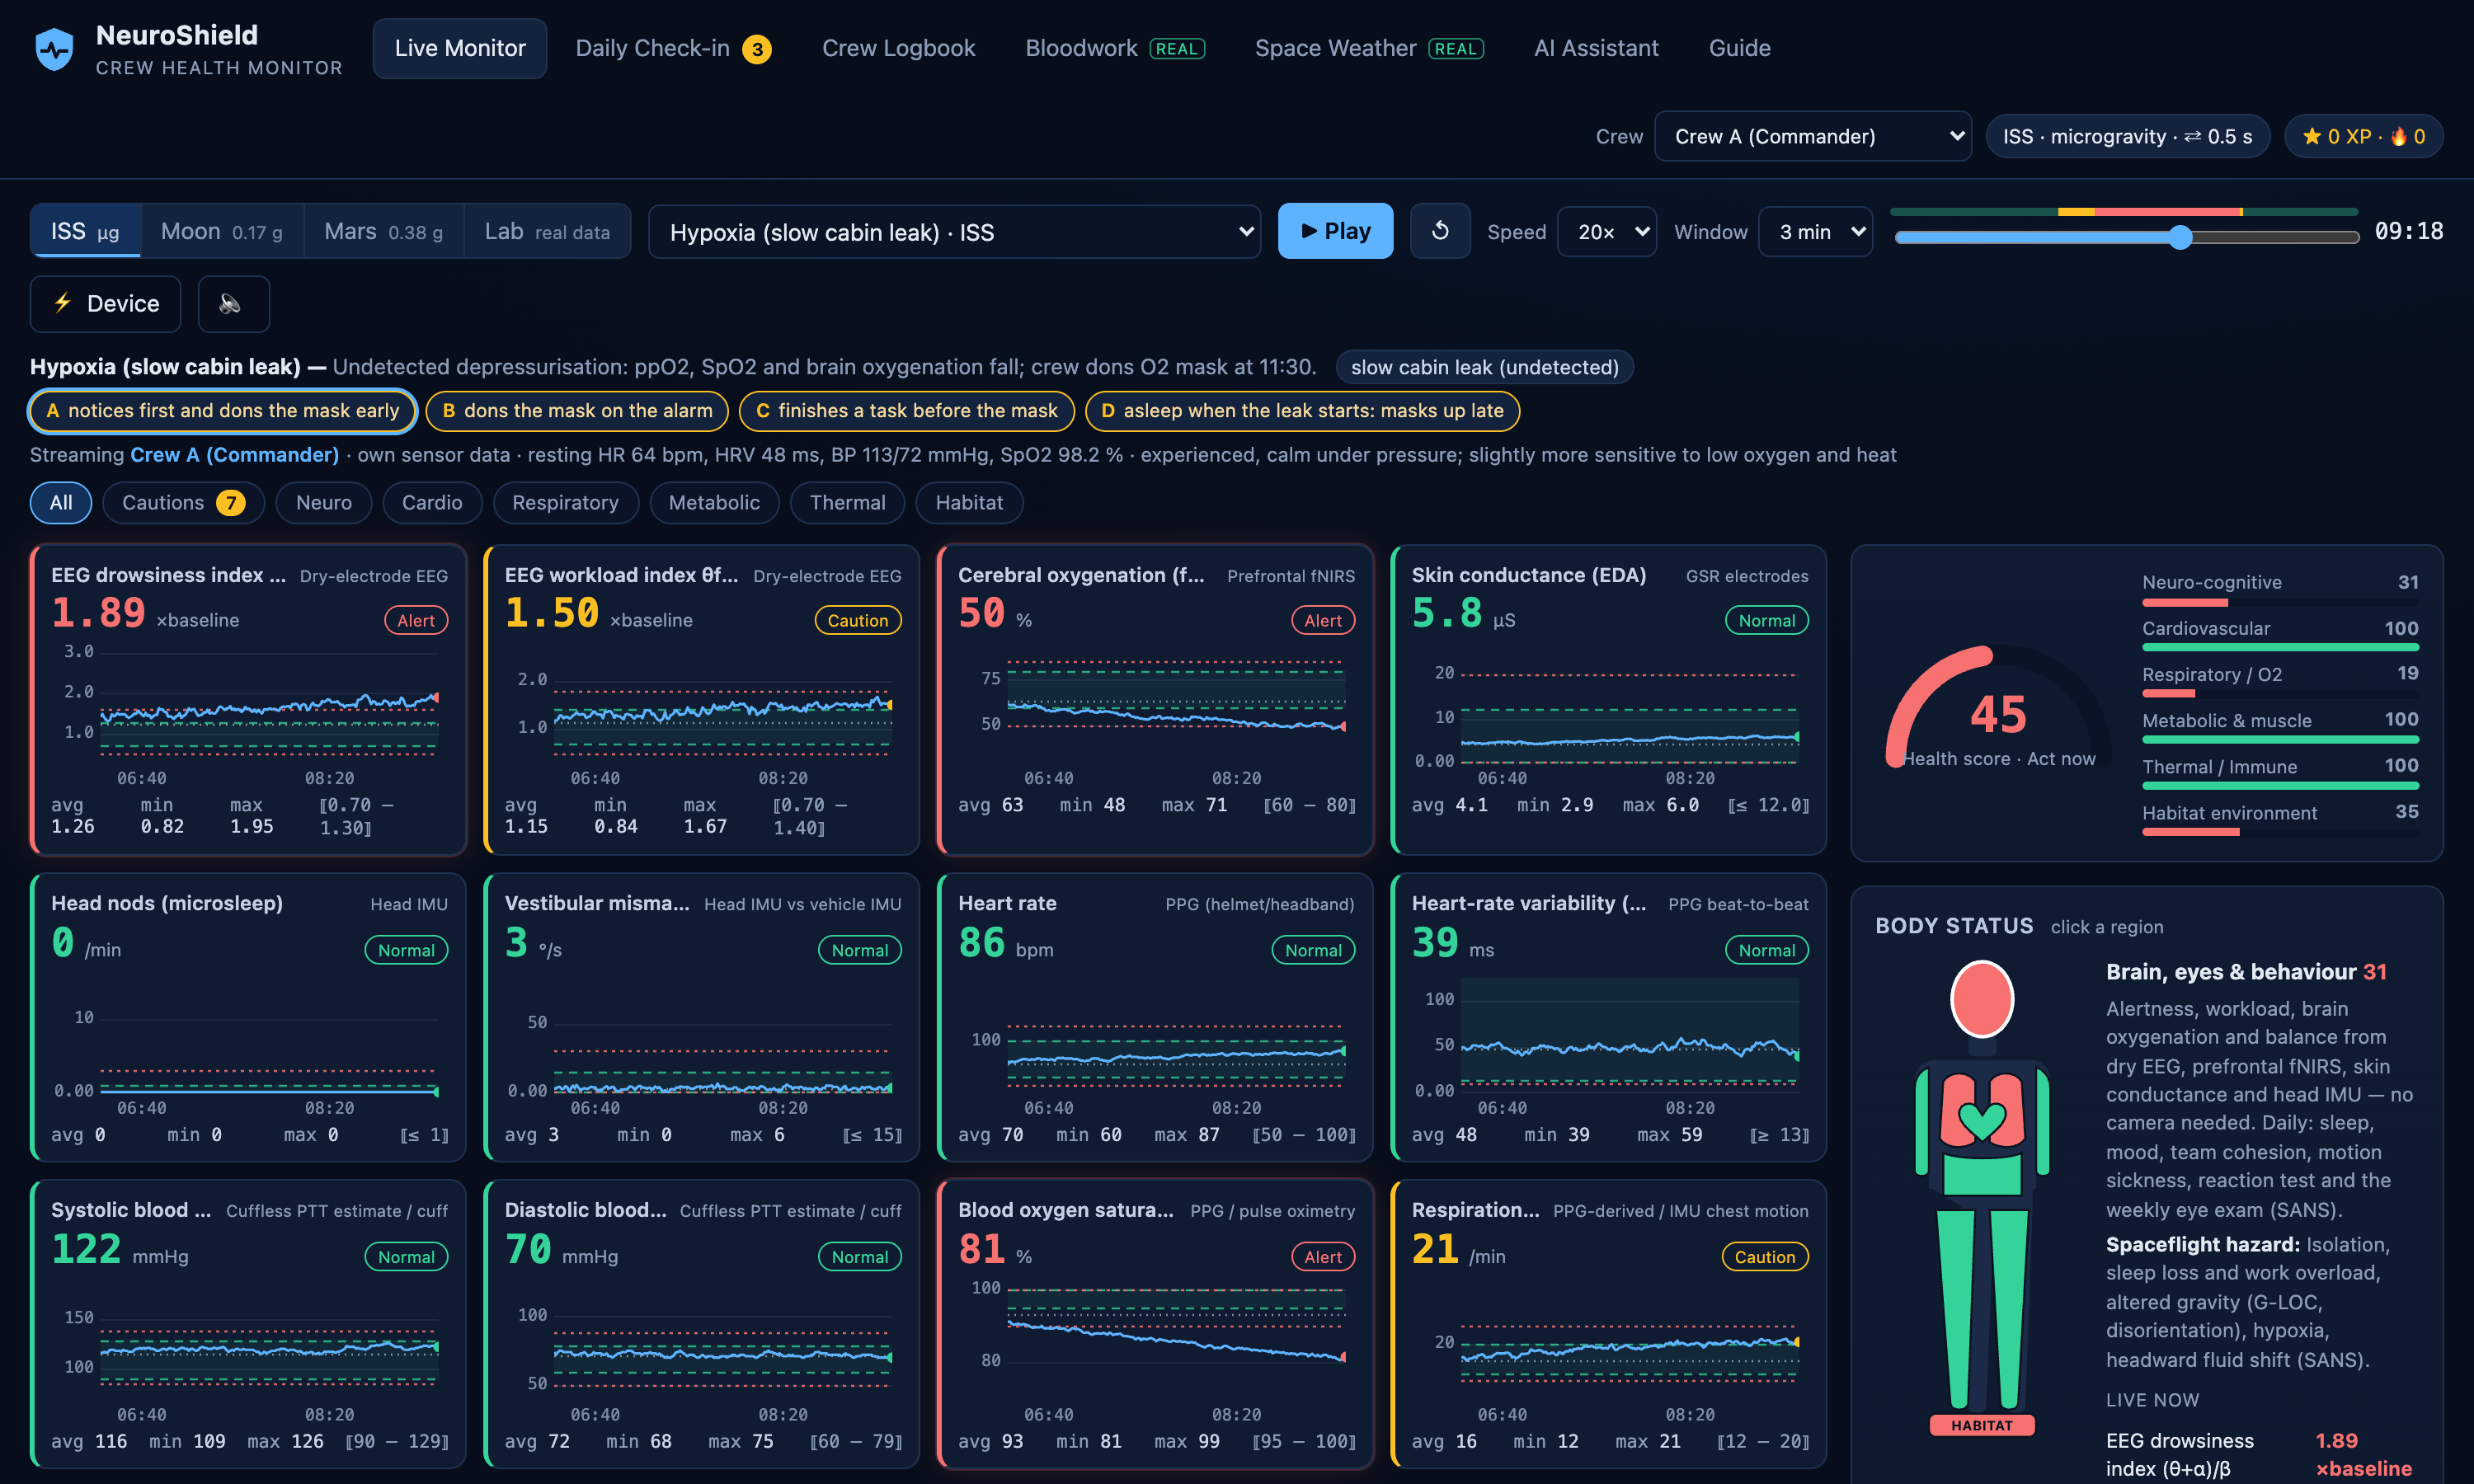 NeuroShield
CREW HEALTH MONITOR
Live Monitor
Daily Check-in 3
Crew Logbook
Bloodwork REAL
Space Weather REAL
AI Assistant
Guide
Crew
Crew A (Commander)
ISS · microgravity · ⇄ 0.5 s
⭐ 0 XP · 🔥 0
ISS µg
Moon 0.17 g
Mars 0.38 g
Lab real data
Hypoxia (slow cabin leak) · ISS
▶ Play
Speed
20×
Window
3 min
09:18
⚡ Device
Hypoxia (slow cabin leak) — Undetected depressurisation: ppO2, SpO2 and brain oxygenation fall; crew dons O2 mask at 11:30. slow cabin leak (undetected)
A notices first and dons the mask early
B dons the mask on the alarm
C finishes a task before the mask
D asleep when the leak starts: masks up late
Streaming Crew A (Commander) · own sensor data · resting HR 64 bpm, HRV 48 ms, BP 113/72 mmHg, SpO2 98.2 % · experienced, calm under pressure; slightly more sensitive to low oxygen and heat
All
Cautions 7
Neuro
Cardio
Respiratory
Metabolic
Thermal
Habitat
EEG drowsiness index ... Dry-electrode EEG
1.89 ×baseline Alert
3.0
2.0
1.0
06:40 08:20
avg 1.26 min 0.82 max 1.95 ⟦0.70 – 1.30⟧
EEG workload index θf... Dry-electrode EEG
1.50 ×baseline Caution
2.0
1.0
06:40 08:20
avg 1.15 min 0.84 max 1.67 ⟦0.70 – 1.40⟧
Cerebral oxygenation (f... Prefrontal fNIRS
50 % Alert
75
50
06:40 08:20
avg 63 min 48 max 71 ⟦60 – 80⟧
Skin conductance (EDA) GSR electrodes
5.8 µS Normal
20
10
0.00
06:40 08:20
avg 4.1 min 2.9 max 6.0 ⟦≤ 12.0⟧
45
Health score · Act now
Neuro-cognitive 31
Cardiovascular 100
Respiratory / O2 19
Metabolic & muscle 100
Thermal / Immune 100
Habitat environment 35
Head nods (microsleep) Head IMU
0 /min Normal
10
0.00
06:40 08:20
avg 0 min 0 max 0 ⟦≤ 1⟧
Vestibular misma... Head IMU vs vehicle IMU
3 °/s Normal
50
0.00
06:40 08:20
avg 3 min 0 max 6 ⟦≤ 15⟧
Heart rate PPG (helmet/headband)
86 bpm Normal
100
06:40 08:20
avg 70 min 60 max 87 ⟦50 – 100⟧
Heart-rate variability (... PPG beat-to-beat
39 ms Normal
100
50
0.00
06:40 08:20
avg 48 min 39 max 59 ⟦≥ 13⟧
Systolic blood ... Cuffless PTT estimate / cuff
122 mmHg Normal
150
100
06:40 08:20
avg 116 min 109 max 126 ⟦90 – 129⟧
Diastolic blood... Cuffless PTT estimate / cuff
70 mmHg Normal
100
50
06:40 08:20
avg 72 min 68 max 75 ⟦60 – 79⟧
Blood oxygen satura... PPG / pulse oximetry
81 % Alert
100
80
06:40 08:20
avg 93 min 81 max 99 ⟦95 – 100⟧
Respiration... PPG-derived / IMU chest motion
21 /min Caution
20
06:40 08:20
avg 16 min 12 max 21 ⟦12 – 20⟧
BODY STATUS click a region
HABITAT
Brain, eyes & behaviour 31
Alertness, workload, brain
oxygenation and balance from
dry EEG, prefrontal fNIRS, skin
conductance and head IMU — no
camera needed. Daily: sleep,
mood, team cohesion, motion
sickness, reaction test and the
weekly eye exam (SANS).
Spaceflight hazard: Isolation,
sleep loss and work overload,
altered gravity (G-LOC,
disorientation), hypoxia,
headward fluid shift (SANS).
LIVE NOW
EEG drowsiness 1.89
index (θ+α)/β ×baseline